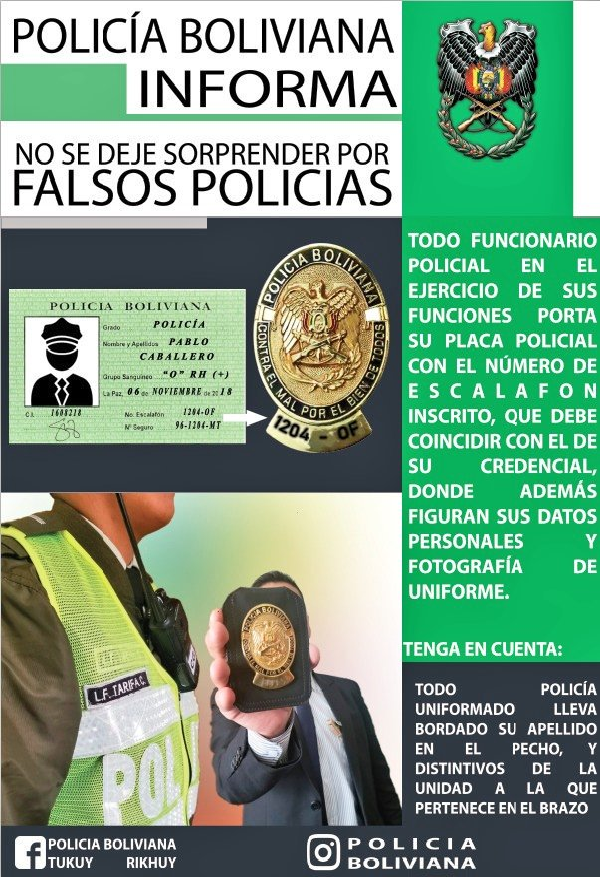 POLICÍA BOLIVIANA
INFORMA
NO SE DEJE SORPRENDER POR
FALSOS POLICIAS
POLICIA BOLIVIANA
Grado POLICÍA
Nombre y Apellidos PABLO
CABALLERO
Grupo Sanguíneo "O" RH (+)
La Paz, 06 de NOVIEMBRE de 2018
C.I. 1608218
No. Escalafón 1204-OF
Nº Seguro 96-1204-MT
POLICIA BOLIVIANA
CONTRA EL MAL POR EL BIEN DE TODOS
1204 - OF
TODO FUNCIONARIO
POLICIAL EN EL
EJERCICIO DE SUS
FUNCIONES PORTA
SU PLACA POLICIAL
CON EL NÚMERO DE
ESCALAFON
INSCRITO, QUE DEBE
COINCIDIR CON EL DE
SU CREDENCIAL,
DONDE ADEMÁS
FIGURAN SUS DATOS
PERSONALES Y
FOTOGRAFÍA DE
UNIFORME.
TENGA EN CUENTA:
TODO POLICÍA
UNIFORMADO LLEVA
BORDADO SU APELLIDO
EN EL PECHO, Y
DISTINTIVOS DE LA
UNIDAD A LA QUE
PERTENECE EN EL BRAZO
L.F. TARIFA C.
POL
POLICIA BOLIVIANA
POLICIA BOLIVIANA
TUKUY RIKHUY
POLICIA
BOLIVIANA